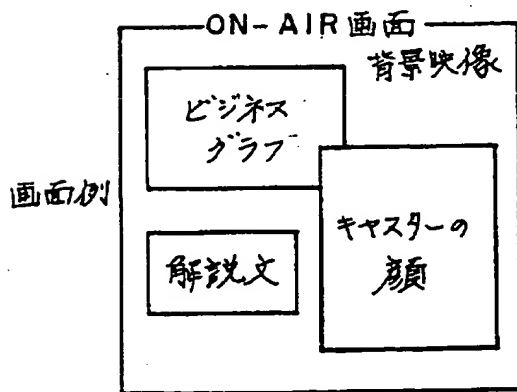 ON-AIR画面
背景映像
ビジネス
グラフ
画面例
キャスターの
顔
解説文